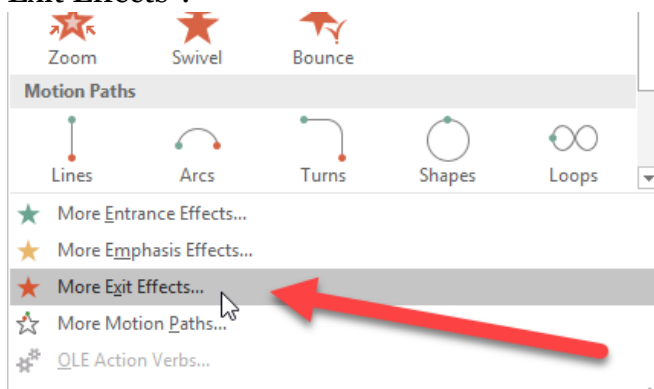 Exit Effects".
Zoom Swivel Bounce
Motion Paths
Lines Arcs Turns Shapes Loops
More Entrance Effects...
More Emphasis Effects...
More Exit Effects...
More Motion Paths...
OLE Action Verbs...